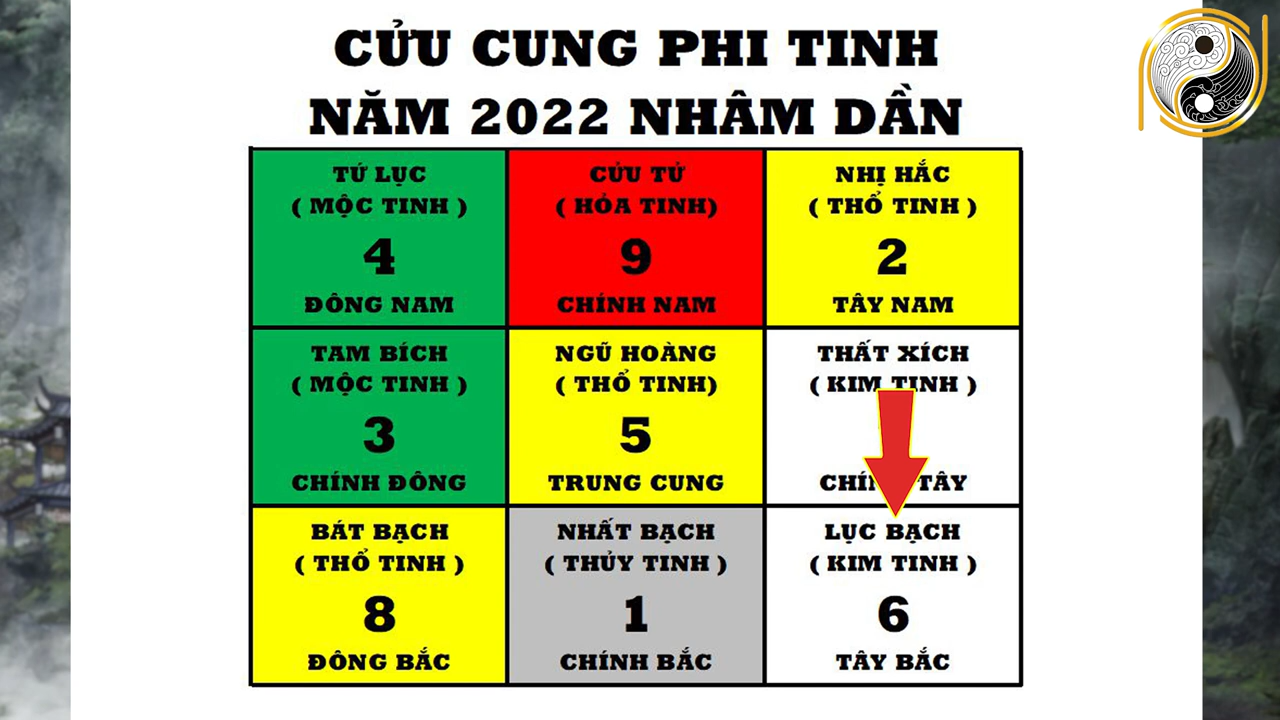 CỬU CUNG PHI TINH
NĂM 2022 NHÂM DẦN
TỨ LỤC
( MỘC TINH )
4
ĐÔNG NAM
CỬU TỬ
( HỎA TINH)
9
CHÍNH NAM
NHỊ HẮC
( THỔ TINH )
2
TÂY NAM
TAM BÍCH
( MỘC TINH )
3
CHÍNH ĐÔNG
NGŨ HOÀNG
( THỔ TINH)
5
TRUNG CUNG
THẤT XÍCH
( KIM TINH )
TÂY
BÁT BẠCH
( THỔ TINH )
8
ĐÔNG BẮC
NHẤT BẠCH
( THỦY TINH )
1
CHÍNH BẮC
LỤC BẠCH
( KIM TINH )
6
TÂY BẮC